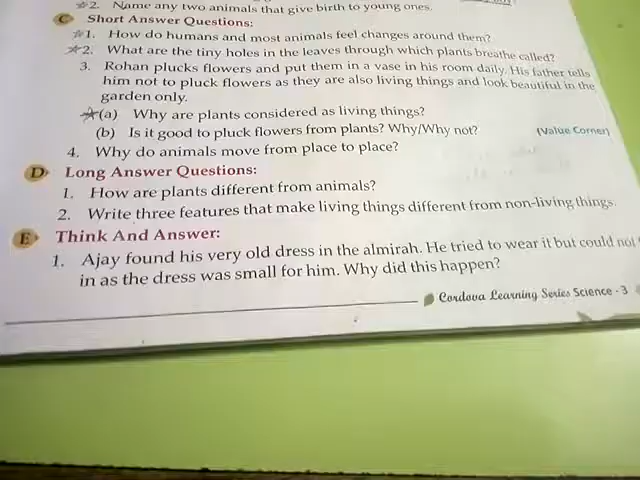 ☆2. Name any two animals that give birth to young ones.
C Short Answer Questions:
☆1. How do humans and most animals feel changes around them?
☆2. What are the tiny holes in the leaves through which plants breathe called?
3. Rohan plucks flowers and put them in a vase in his room daily. His father tells
him not to pluck flowers as they are also living things and look beautiful in the
garden only.
☆(a) Why are plants considered as living things?
(b) Is it good to pluck flowers from plants? Why/Why not? (Value Corner)
4. Why do animals move from place to place?
D Long Answer Questions:
1. How are plants different from animals?
2. Write three features that make living things different from non-living things.
E Think And Answer:
1. Ajay found his very old dress in the almirah. He tried to wear it but could not
in as the dress was small for him. Why did this happen?
Cordova Learning Series Science - 3